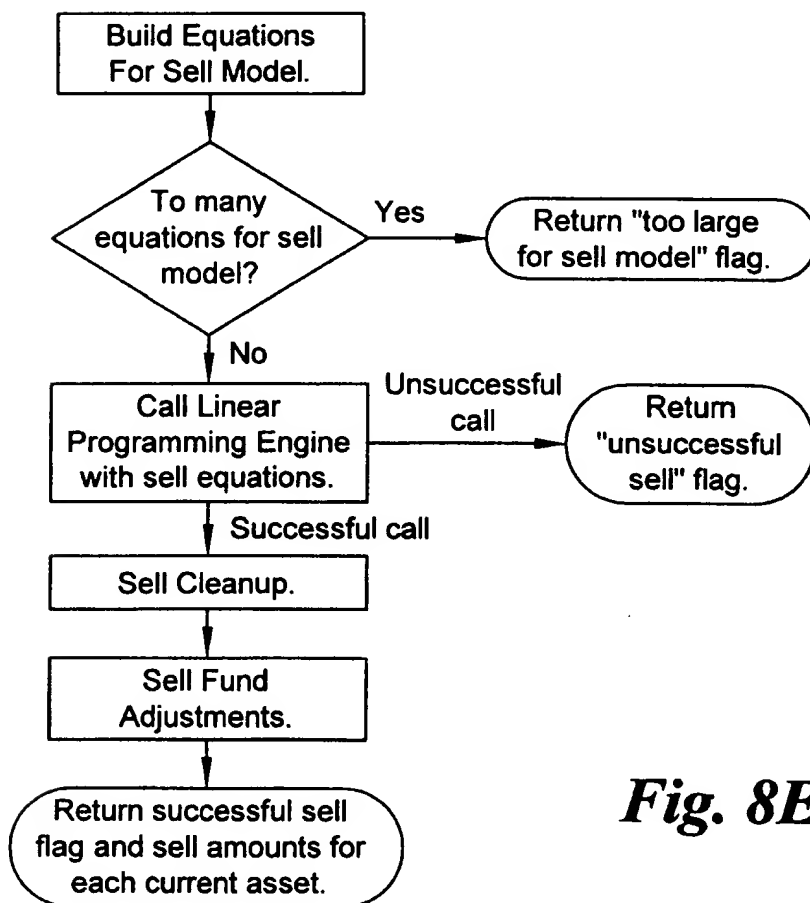 Build Equations
For Sell Model.
To many
equations for sell
model?
Yes
Return "too large
for sell model" flag.
No
Call Linear
Programming Engine
with sell equations.
Unsuccessful
call
Return
"unsuccessful
sell" flag.
Successful call
Sell Cleanup.
Sell Fund
Adjustments.
Return successful sell
flag and sell amounts for
each current asset.
Fig. 8E